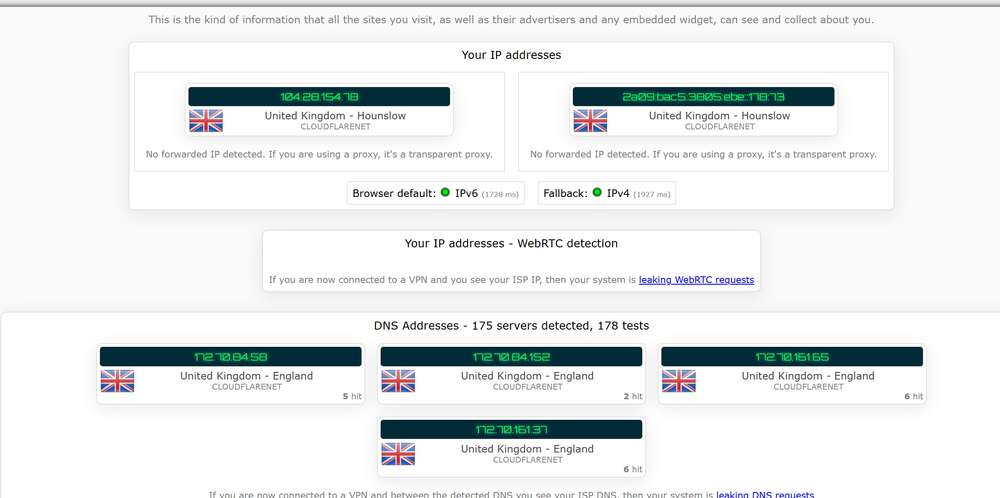 This is the kind of information that all the sites you visit, as well as their advertisers and any embedded widget, can see and collect about you.
Your IP addresses
104.28.154.78
United Kingdom - Hounslow
CLOUDFLARENET
No forwarded IP detected. If you are using a proxy, it's a transparent proxy.
2a09:bac5:3805:ebe::178:73
United Kingdom - Hounslow
CLOUDFLARENET
No forwarded IP detected. If you are using a proxy, it's a transparent proxy.
Browser default: IPv6 (1728 ms)
Fallback: IPv4 (1927 ms)
Your IP addresses - WebRTC detection
If you are now connected to a VPN and you see your ISP IP, then your system is leaking WebRTC requests
DNS Addresses - 175 servers detected, 178 tests
172.70.84.58
United Kingdom - England
CLOUDFLARENET
5 hit
172.70.84.152
United Kingdom - England
CLOUDFLARENET
2 hit
172.70.161.65
United Kingdom - England
CLOUDFLARENET
6 hit
172.70.161.37
United Kingdom - England
CLOUDFLARENET
6 hit
If you are now connected to a VPN and between the detected DNS you see your ISP DNS, then your system is leaking DNS requests